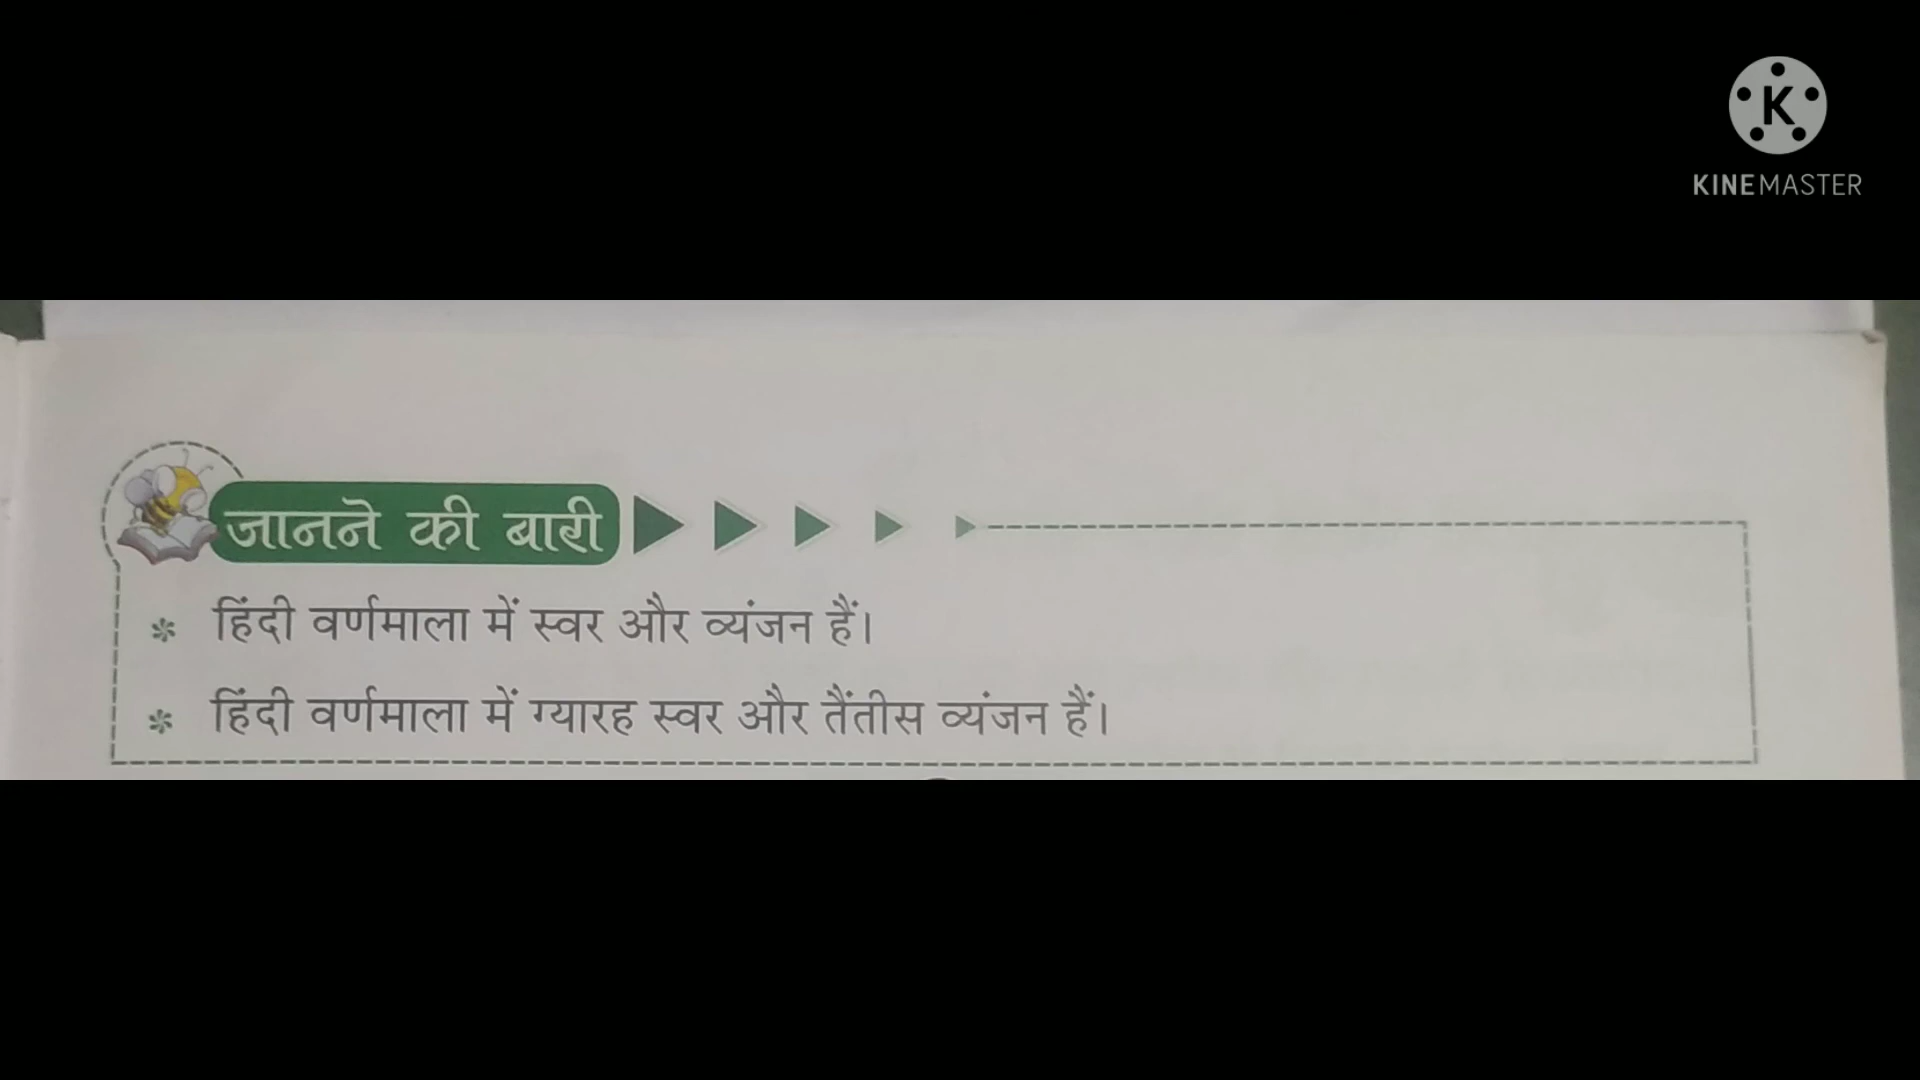 K
KINEMASTER
जानने की बारी
हिंदी वर्णमाला में स्वर और व्यंजन हैं।
हिंदी वर्णमाला में ग्यारह स्वर और तैंतीस व्यंजन हैं।